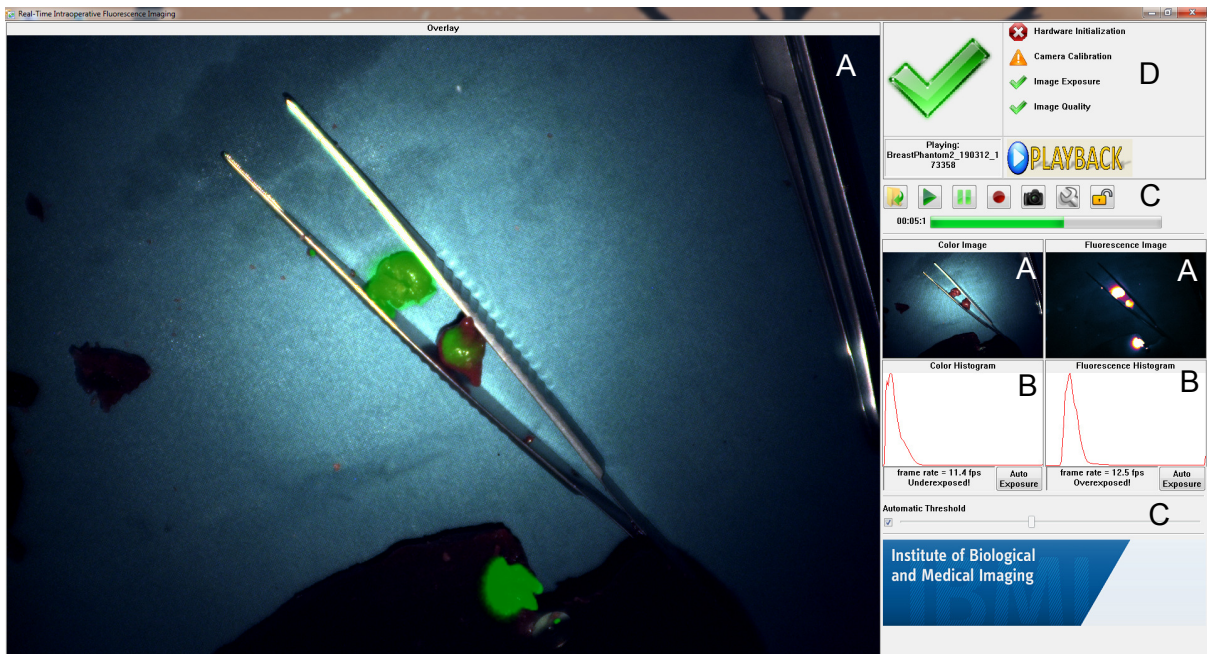 Real-Time Intraoperative Fluorescence Imaging
Overlay
A
Hardware Initialization
Camera Calibration
D
Image Exposure
Image Quality
Playing:
BreastPhantom2_190312_1
73358
PLAYBACK
C
00:05:1
Color Image
Fluorescence Image
A
A
Color Histogram
Fluorescence Histogram
B
B
frame rate = 11.4 fps
Underexposed!
Auto
Exposure
frame rate = 12.5 fps
Overexposed!
Auto
Exposure
Automatic Threshold
C
Institute of Biological
and Medical Imaging
IBMI